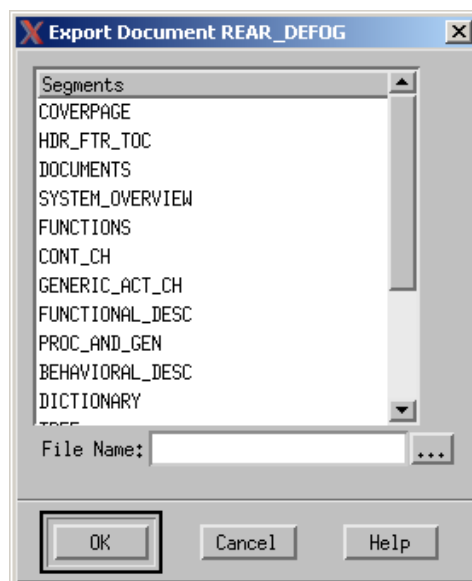 Export Document REAR_DEFOG
Segments
COVERPAGE
HDR_FTR_TOC
DOCUMENTS
SYSTEM_OVERVIEW
FUNCTIONS
CONT_CH
GENERIC_ACT_CH
FUNCTIONAL_DESC
PROC_AND_GEN
BEHAVIORAL_DESC
DICTIONARY
File Name: ...
OK Cancel Help